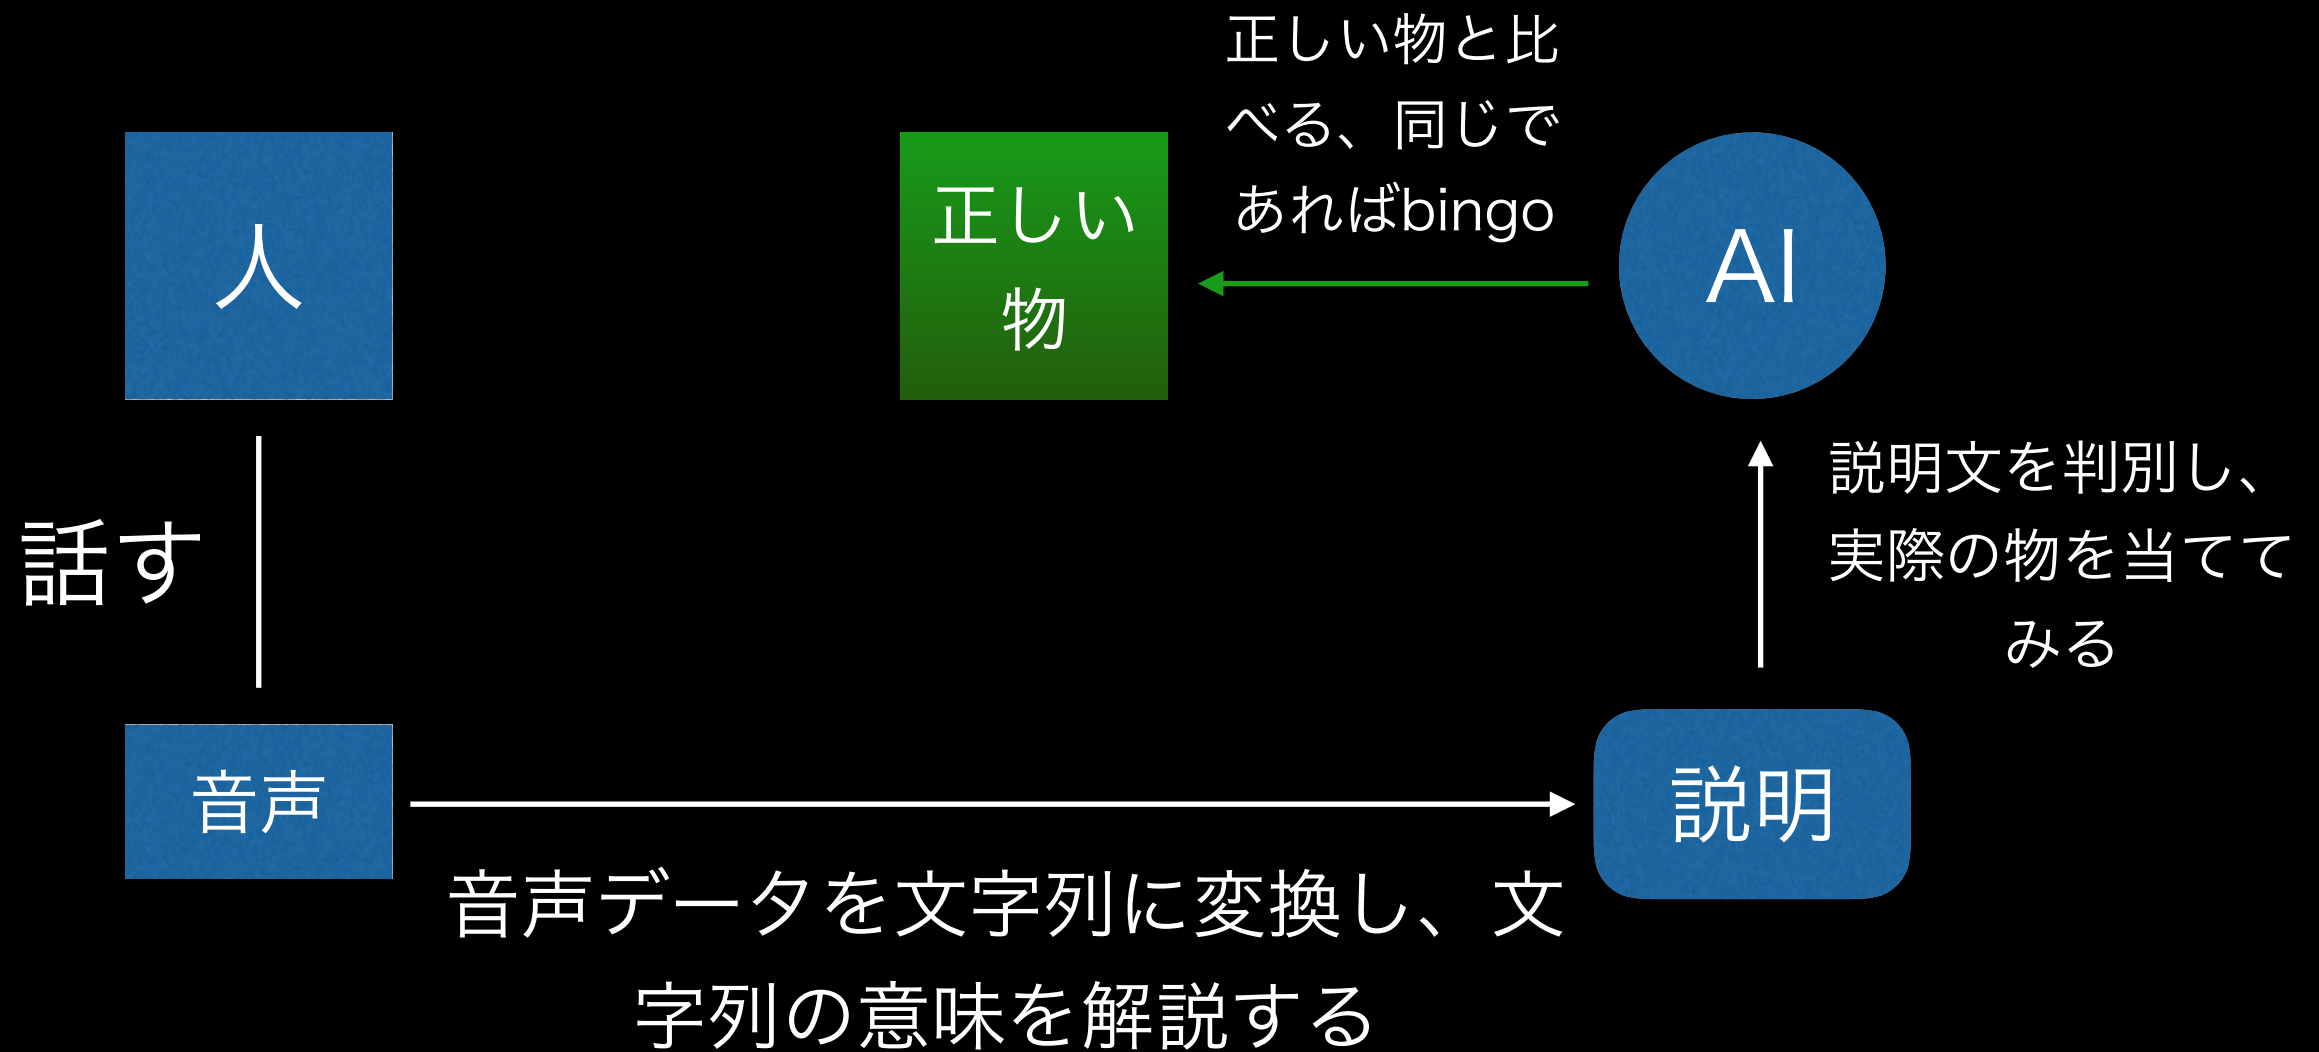 人
正しい
物
正しい物と比
べる、同じで
あればbingo
AI
話す
説明文を判別し、
実際の物を当てて
みる
音声
説明
音声データを文字列に変換し、文
字列の意味を解説する